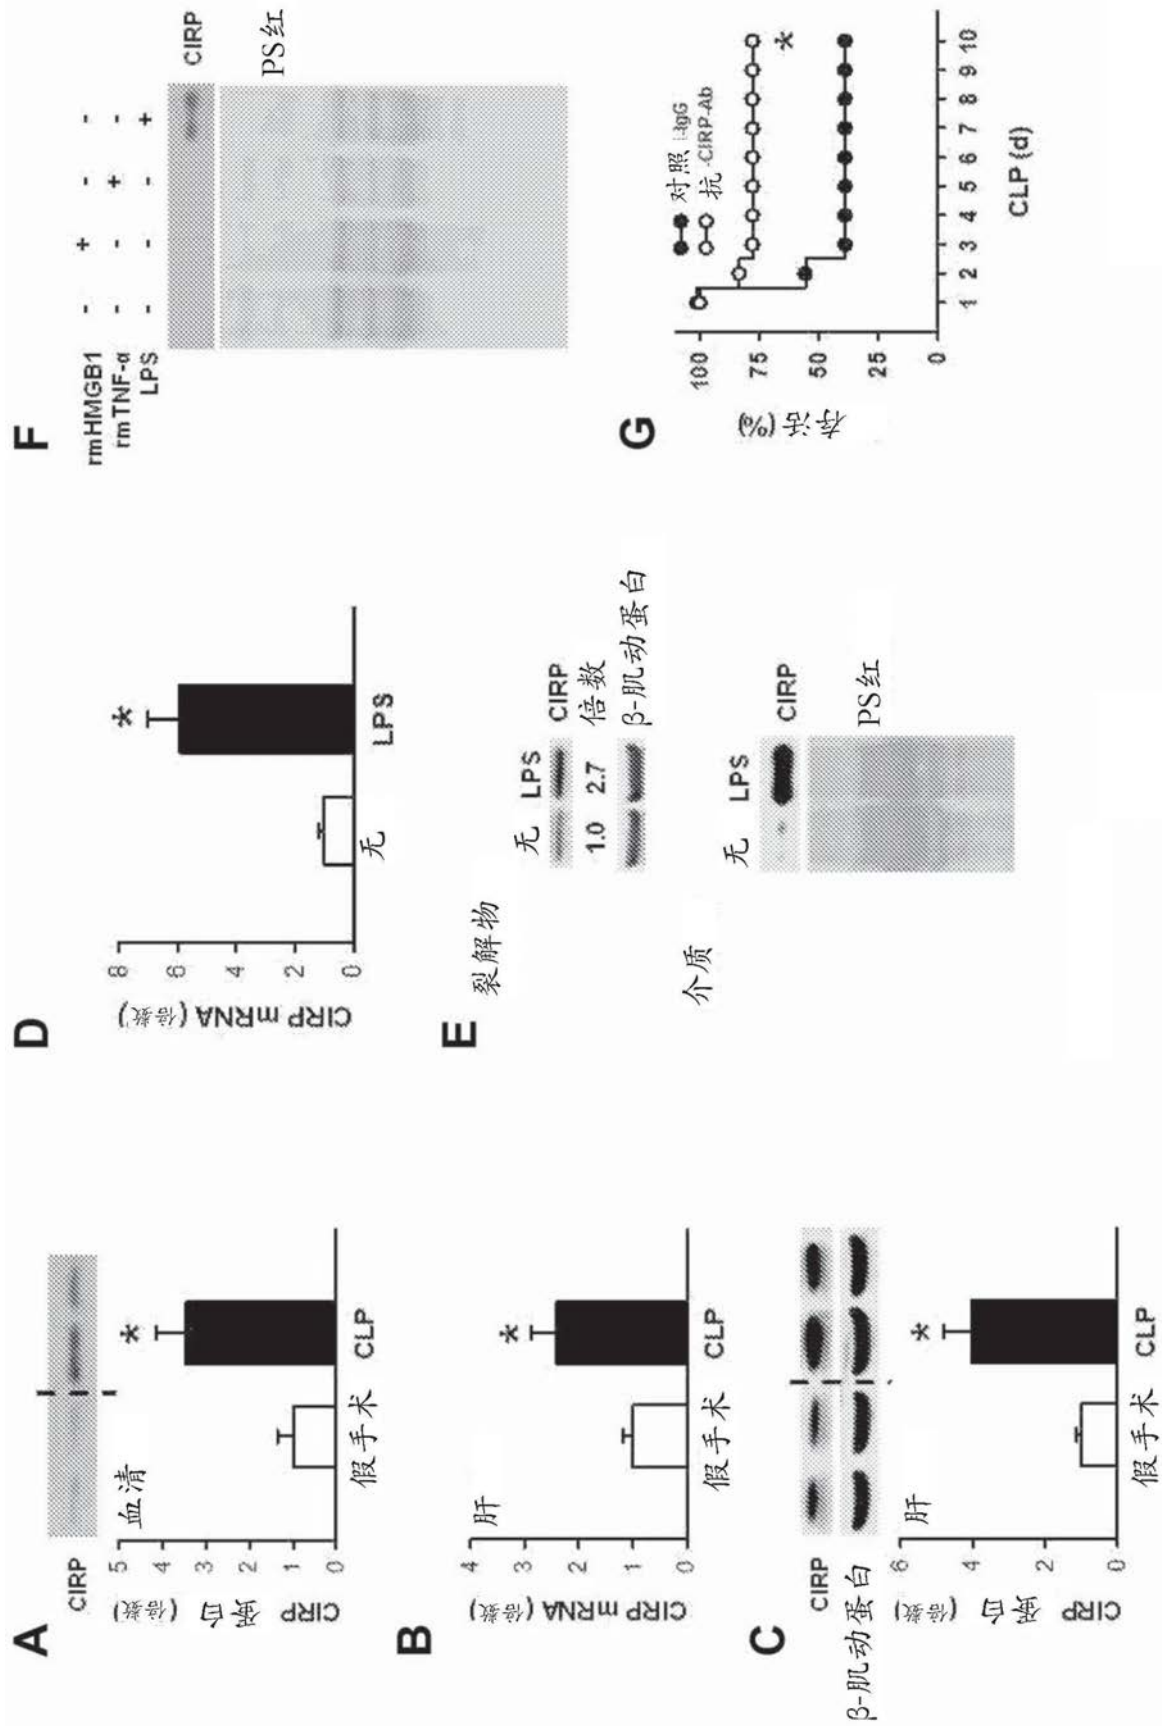 A
CIRP
血清
5
4
3
2
1
0
CIRP 蛋白 (倍数)
假手术 CLP
*
B
肝
4
3
2
1
0
CIRP mRNA (倍数)
假手术 CLP
*
C
CIRP
β-肌动蛋白
肝
6
4
2
0
CIRP 蛋白 (倍数)
假手术 CLP
*
D
8
6
4
2
0
CIRP mRNA (倍数)
无 LPS
*
E
裂解物
无 LPS
CIRP
1.0 2.7 倍数
β-肌动蛋白
介质
无 LPS
CIRP
PS红
F
rmHMGB1 - + - -
rmTNF-α - - + -
LPS - - - +
CIRP
PS红
G
对照 IgG
抗-CIRP-Ab
100
75
50
25
0
存活 (%)
*
1 2 3 4 5 6 7 8 9 10
CLP (d)